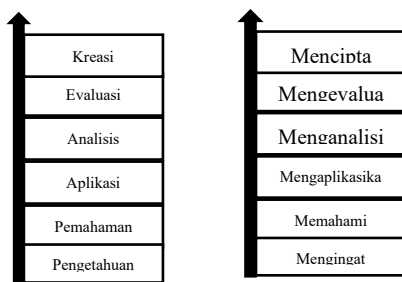 Kreasi
Evaluasi
Analisis
Aplikasi
Pemahaman
Pengetahuan
Mencipta
Mengevalua
Menganalisi
Mengaplikasika
Memahami
Mengingat